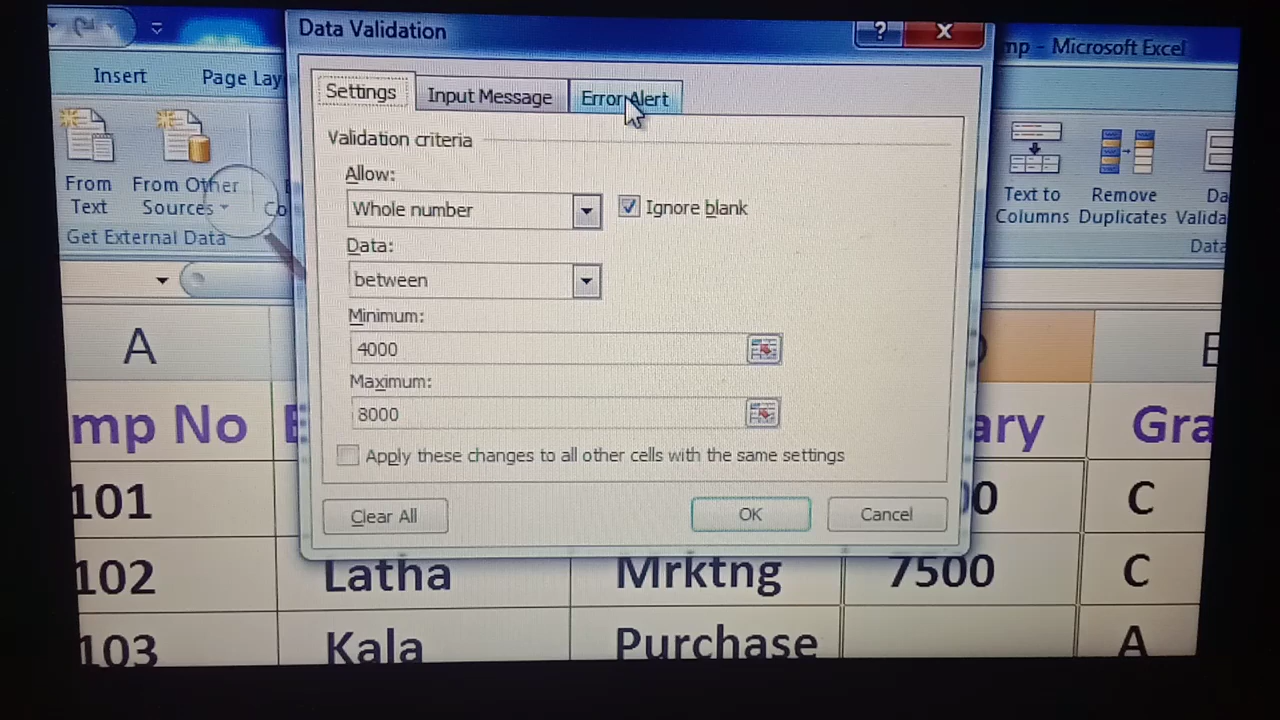 Data Validation
? X
mp - Microsoft Excel
Insert Page Lay
Settings Input Message Error Alert
From Text
From Other Sources
Get External Data
Text to Columns
Remove Duplicates
Da
Valida
Data
Validation criteria
Allow:
Whole number Ignore blank
Data:
between
Minimum:
4000
Maximum:
8000
Apply these changes to all other cells with the same settings
Clear All OK Cancel
A
mp No ary Gra
101 C
102 Latha Mrktng 7500 C
103 Kala Purchase A